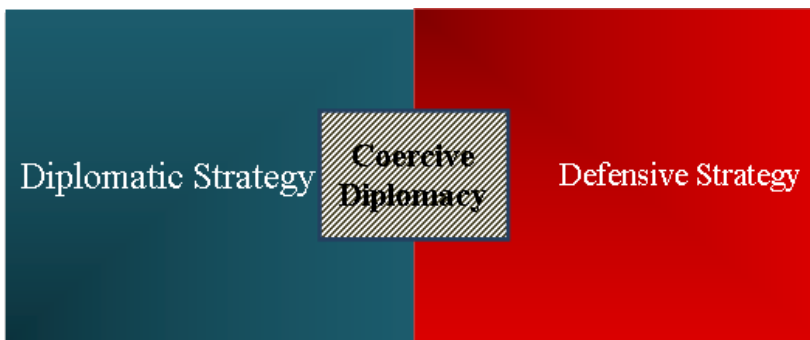 Diplomatic Strategy
Coercive
Diplomacy
Defensive Strategy